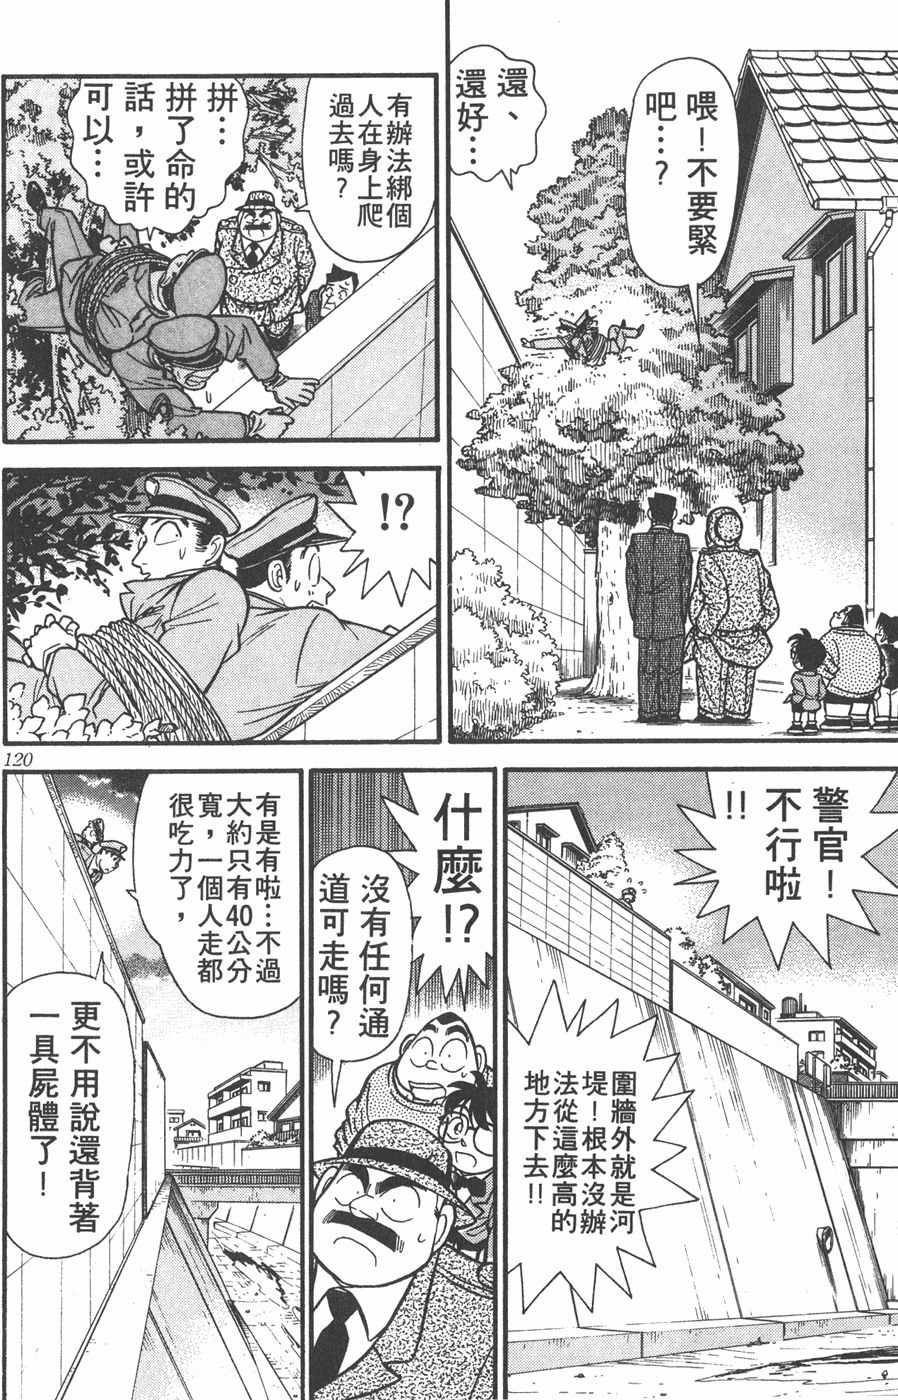 喂！不要緊
吧…？
還、
還好…
有辦法綁個
人在身上爬
過去嗎？
拼…
拼了命的
話，或許
可以…
!?
120
警官！
不行啦
!!
圍牆外就是河
堤！根本沒辦
法從這麼高的
地方下去!!
什麼!?
沒有任何通
道可走嗎？
有是有啦…不過
大約只有40公分
寬，一個人走都
很吃力了，
更不用說還背著
一具屍體了！